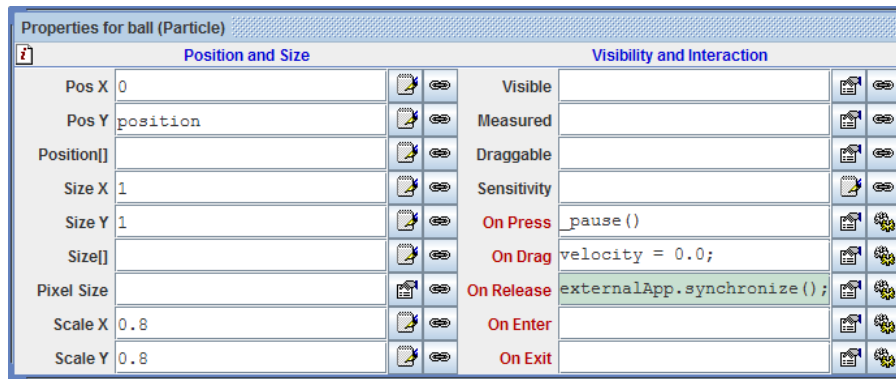 Properties for ball (Particle)
Position and Size
Visibility and Interaction
Pos X 0
Visible
Pos Y position
Measured
Position[]
Draggable
Size X 1
Sensitivity
Size Y 1
On Press _pause()
Size[]
On Drag velocity = 0.0;
Pixel Size
On Release externalApp.synchronize();
Scale X 0.8
On Enter
Scale Y 0.8
On Exit